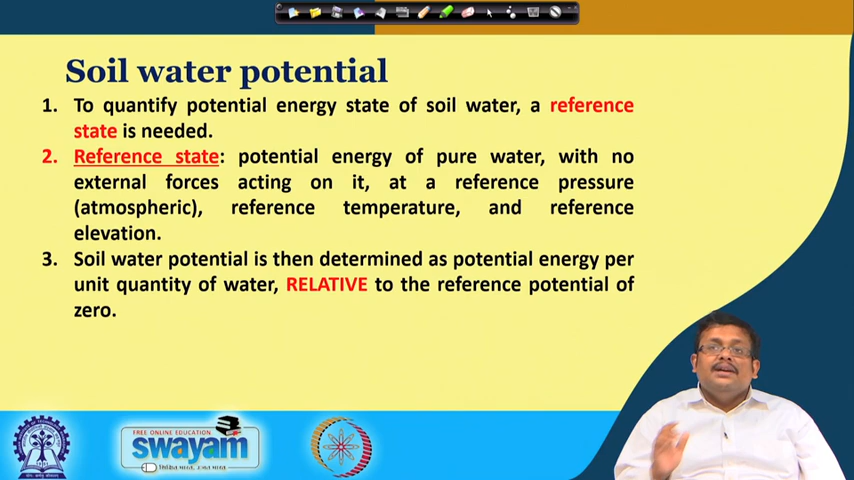 Soil water potential
1. To quantify potential energy state of soil water, a reference
state is needed.
2. Reference state: potential energy of pure water, with no
external forces acting on it, at a reference pressure
(atmospheric), reference temperature, and reference
elevation.
3. Soil water potential is then determined as potential energy per
unit quantity of water, RELATIVE to the reference potential of
zero.
FREE ONLINE EDUCATION
swayam